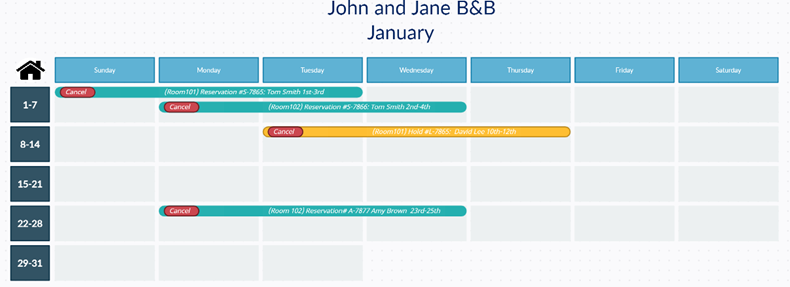 John and Jane B&B
January
Sunday
Monday
Tuesday
Wednesday
Thursday
Friday
Saturday
1-7
Cancel
(Room101) Reservation #S-7865: Tom Smith 1st-3rd
Cancel
(Room102) Reservation #S-7866: Tom Smith 2nd-4th
8-14
Cancel
(Room101) Hold #L-7865: David Lee 10th-12th
15-21
22-28
Cancel
(Room 102) Reservation# A-7877 Amy Brown 23rd-25th
29-31